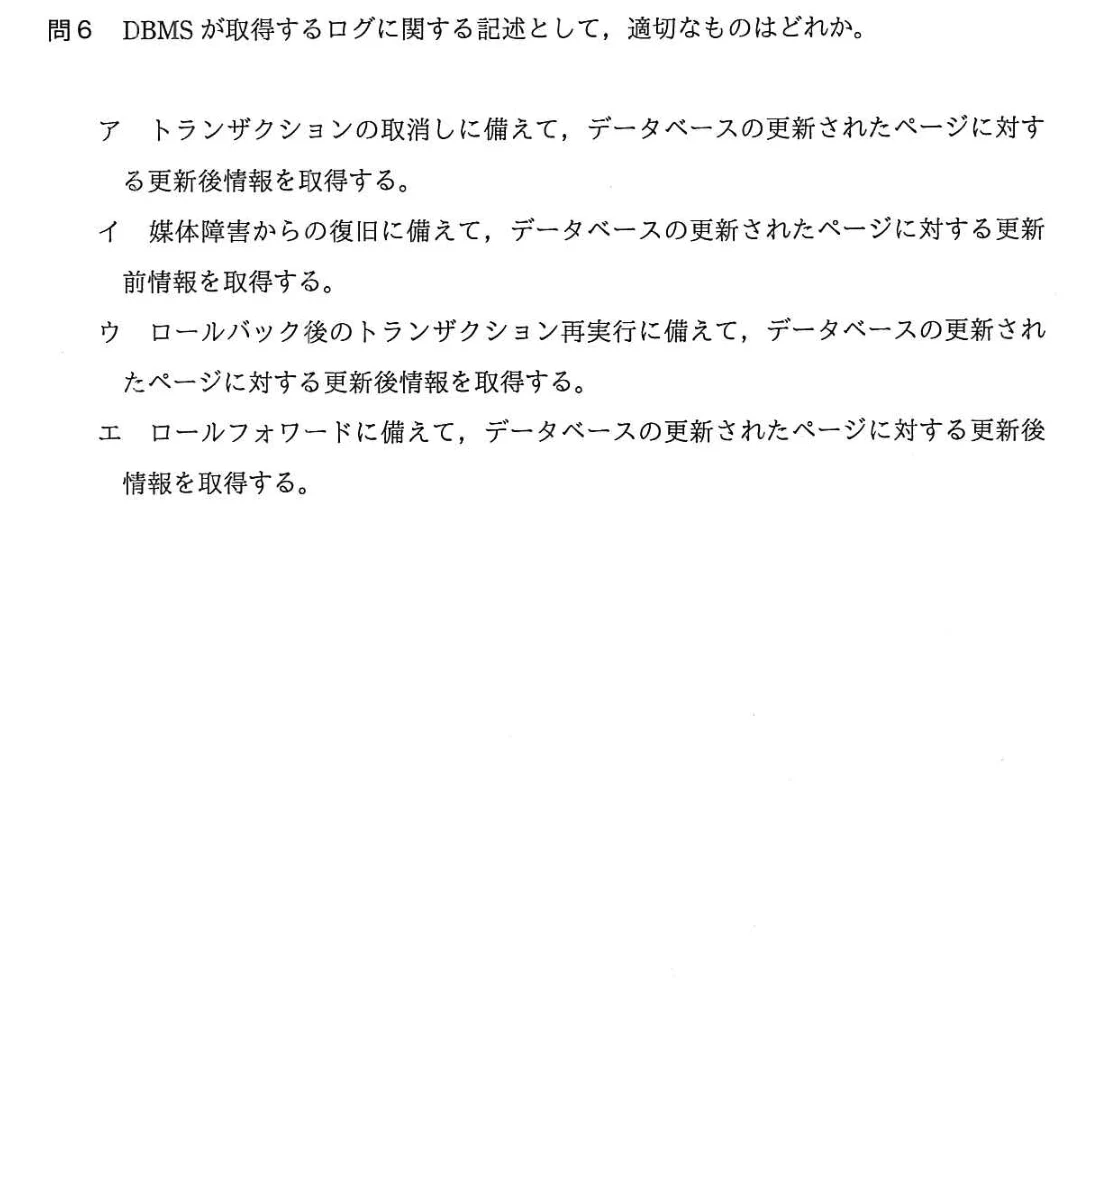 問6　DBMS が取得するログに関する記述として，適切なものはどれか。
ア　トランザクションの取消しに備えて，データベースの更新されたページに対す
る更新後情報を取得する。
イ　媒体障害からの復旧に備えて，データベースの更新されたページに対する更新
前情報を取得する。
ウ　ロールバック後のトランザクション再実行に備えて，データベースの更新され
たページに対する更新後情報を取得する。
エ　ロールフォワードに備えて，データベースの更新されたページに対する更新後
情報を取得する。